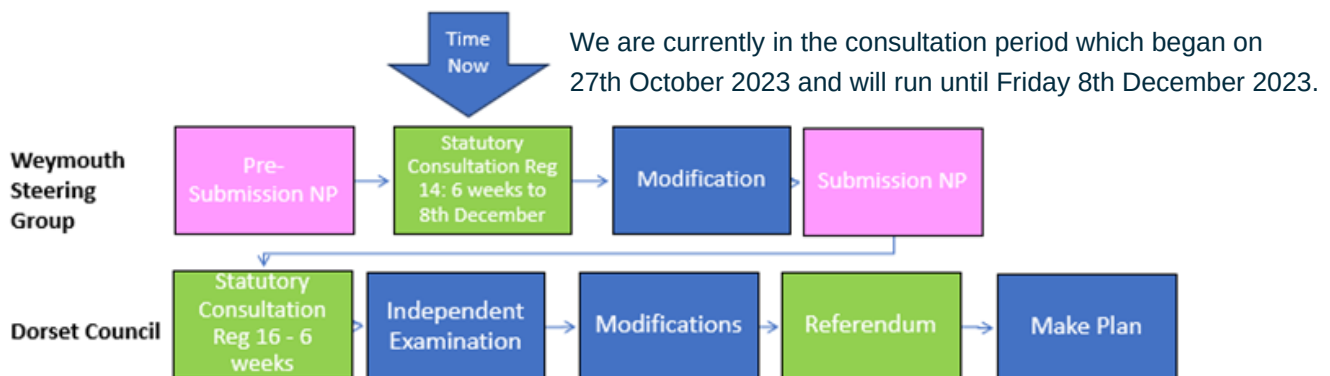 Time
Now
We are currently in the consultation period which began on
27th October 2023 and will run until Friday 8th December 2023.
Weymouth
Steering
Group
Pre-
Submission NP
Statutory
Consultation Reg
14: 6 weeks to
8th December
Modification
Submission NP
Dorset Council
Statutory
Consultation
Reg 16 - 6
weeks
Independent
Examination
Modifications
Referendum
Make Plan